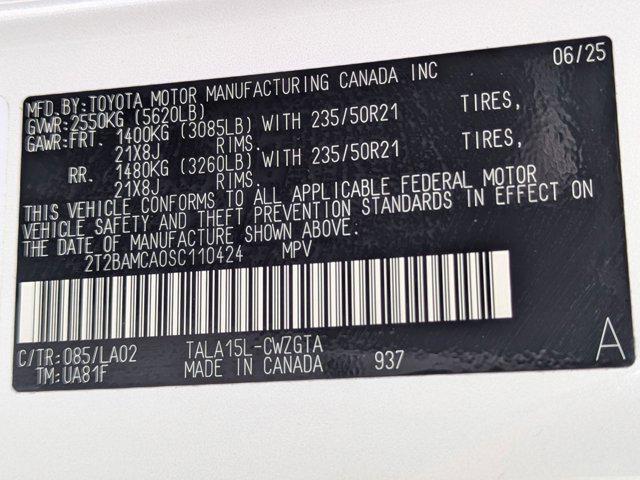 06/25
MFD.BY:TOYOTA MOTOR MANUFACTURING CANADA INC
GVWR:2550KG (5620LB)
GAWR:FRT. 1400KG (3085LB) WITH 235/50R21 TIRES,
21X8J RIMS.
RR. 1480KG (3260LB) WITH 235/50R21 TIRES,
21X8J RIMS.
THIS VEHICLE CONFORMS TO ALL APPLICABLE FEDERAL MOTOR
VEHICLE SAFETY AND THEFT PREVENTION STANDARDS IN EFFECT ON
THE DATE OF MANUFACTURE SHOWN ABOVE.
2T2BAMCA0SC110424 MPV
C/TR:085/LA02 TALA15L-CWZGTA A
TM:UA81F MADE IN CANADA 937